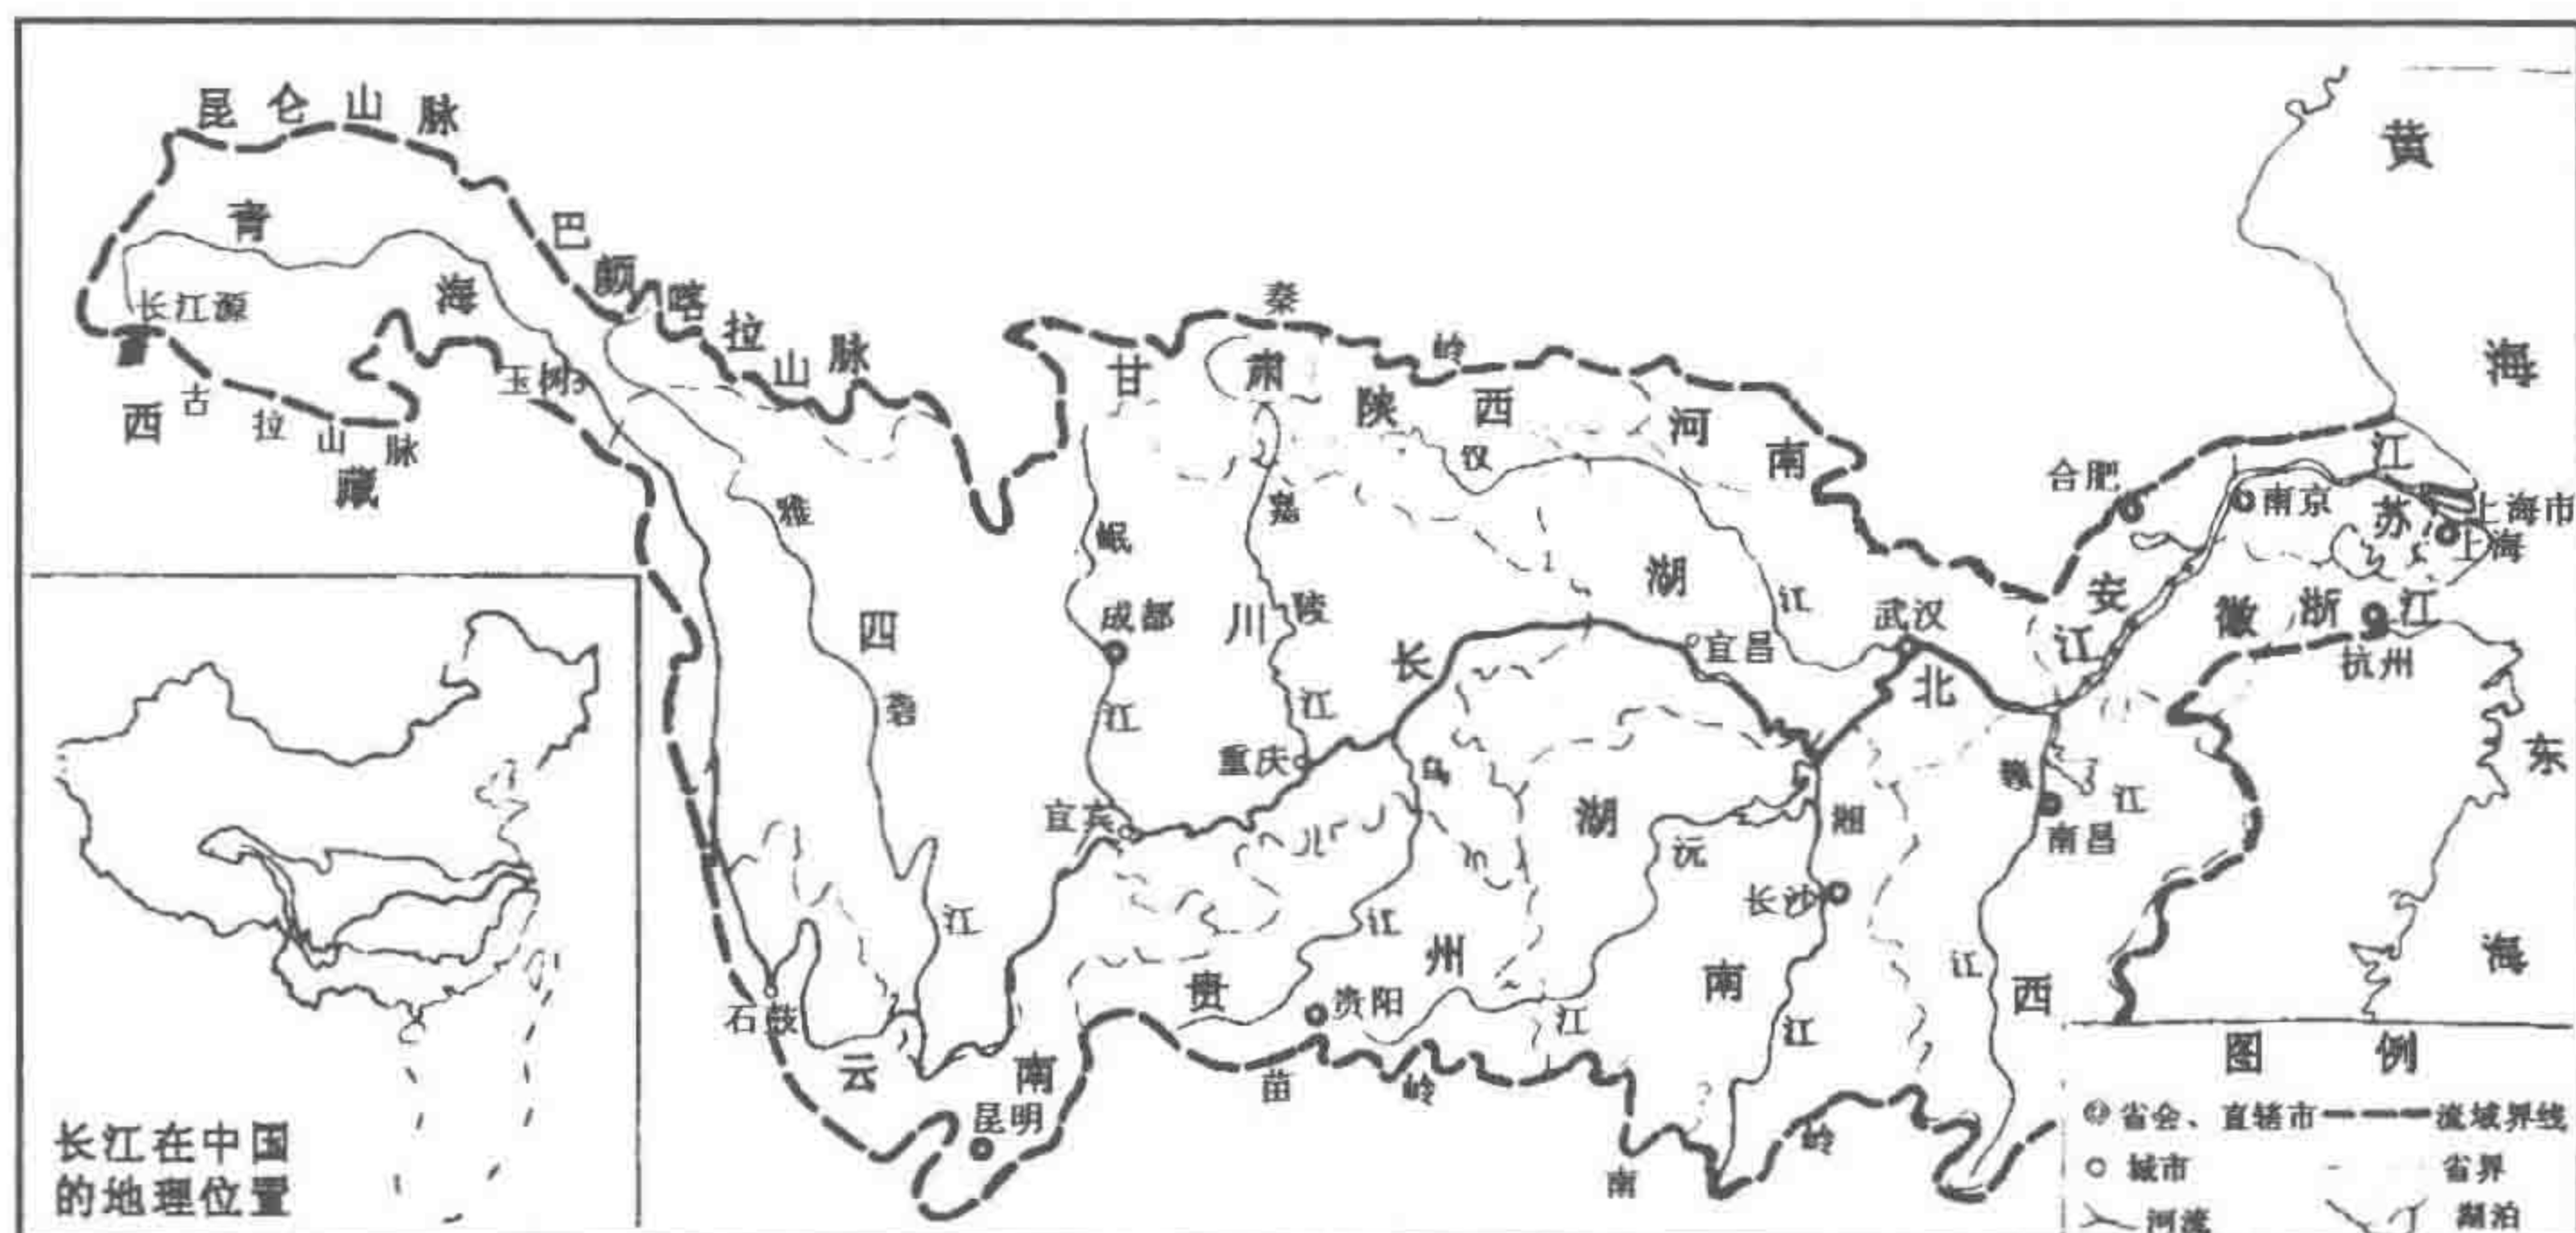 昆仑山脉
青海
长江源
古拉山脉
西藏
玉树
巴颜喀拉山脉
秦岭
甘肃
陕西
河南
汉江
黄海
江苏
合肥
南京
上海市
上海
安徽
浙江
杭州
雅砻江
岷江
嘉陵江
四川
成都
重庆
宜宾
长江
湖北
宜昌
武汉
乌江
贵州
贵阳
湖南
沅江
湘江
长沙
赣江
南昌
江西
东海
石鼓
云南
昆明
苗岭
南岭
长江在中国
的地理位置
图例
省会、直辖市
流域界线
城市
省界
河流
湖泊